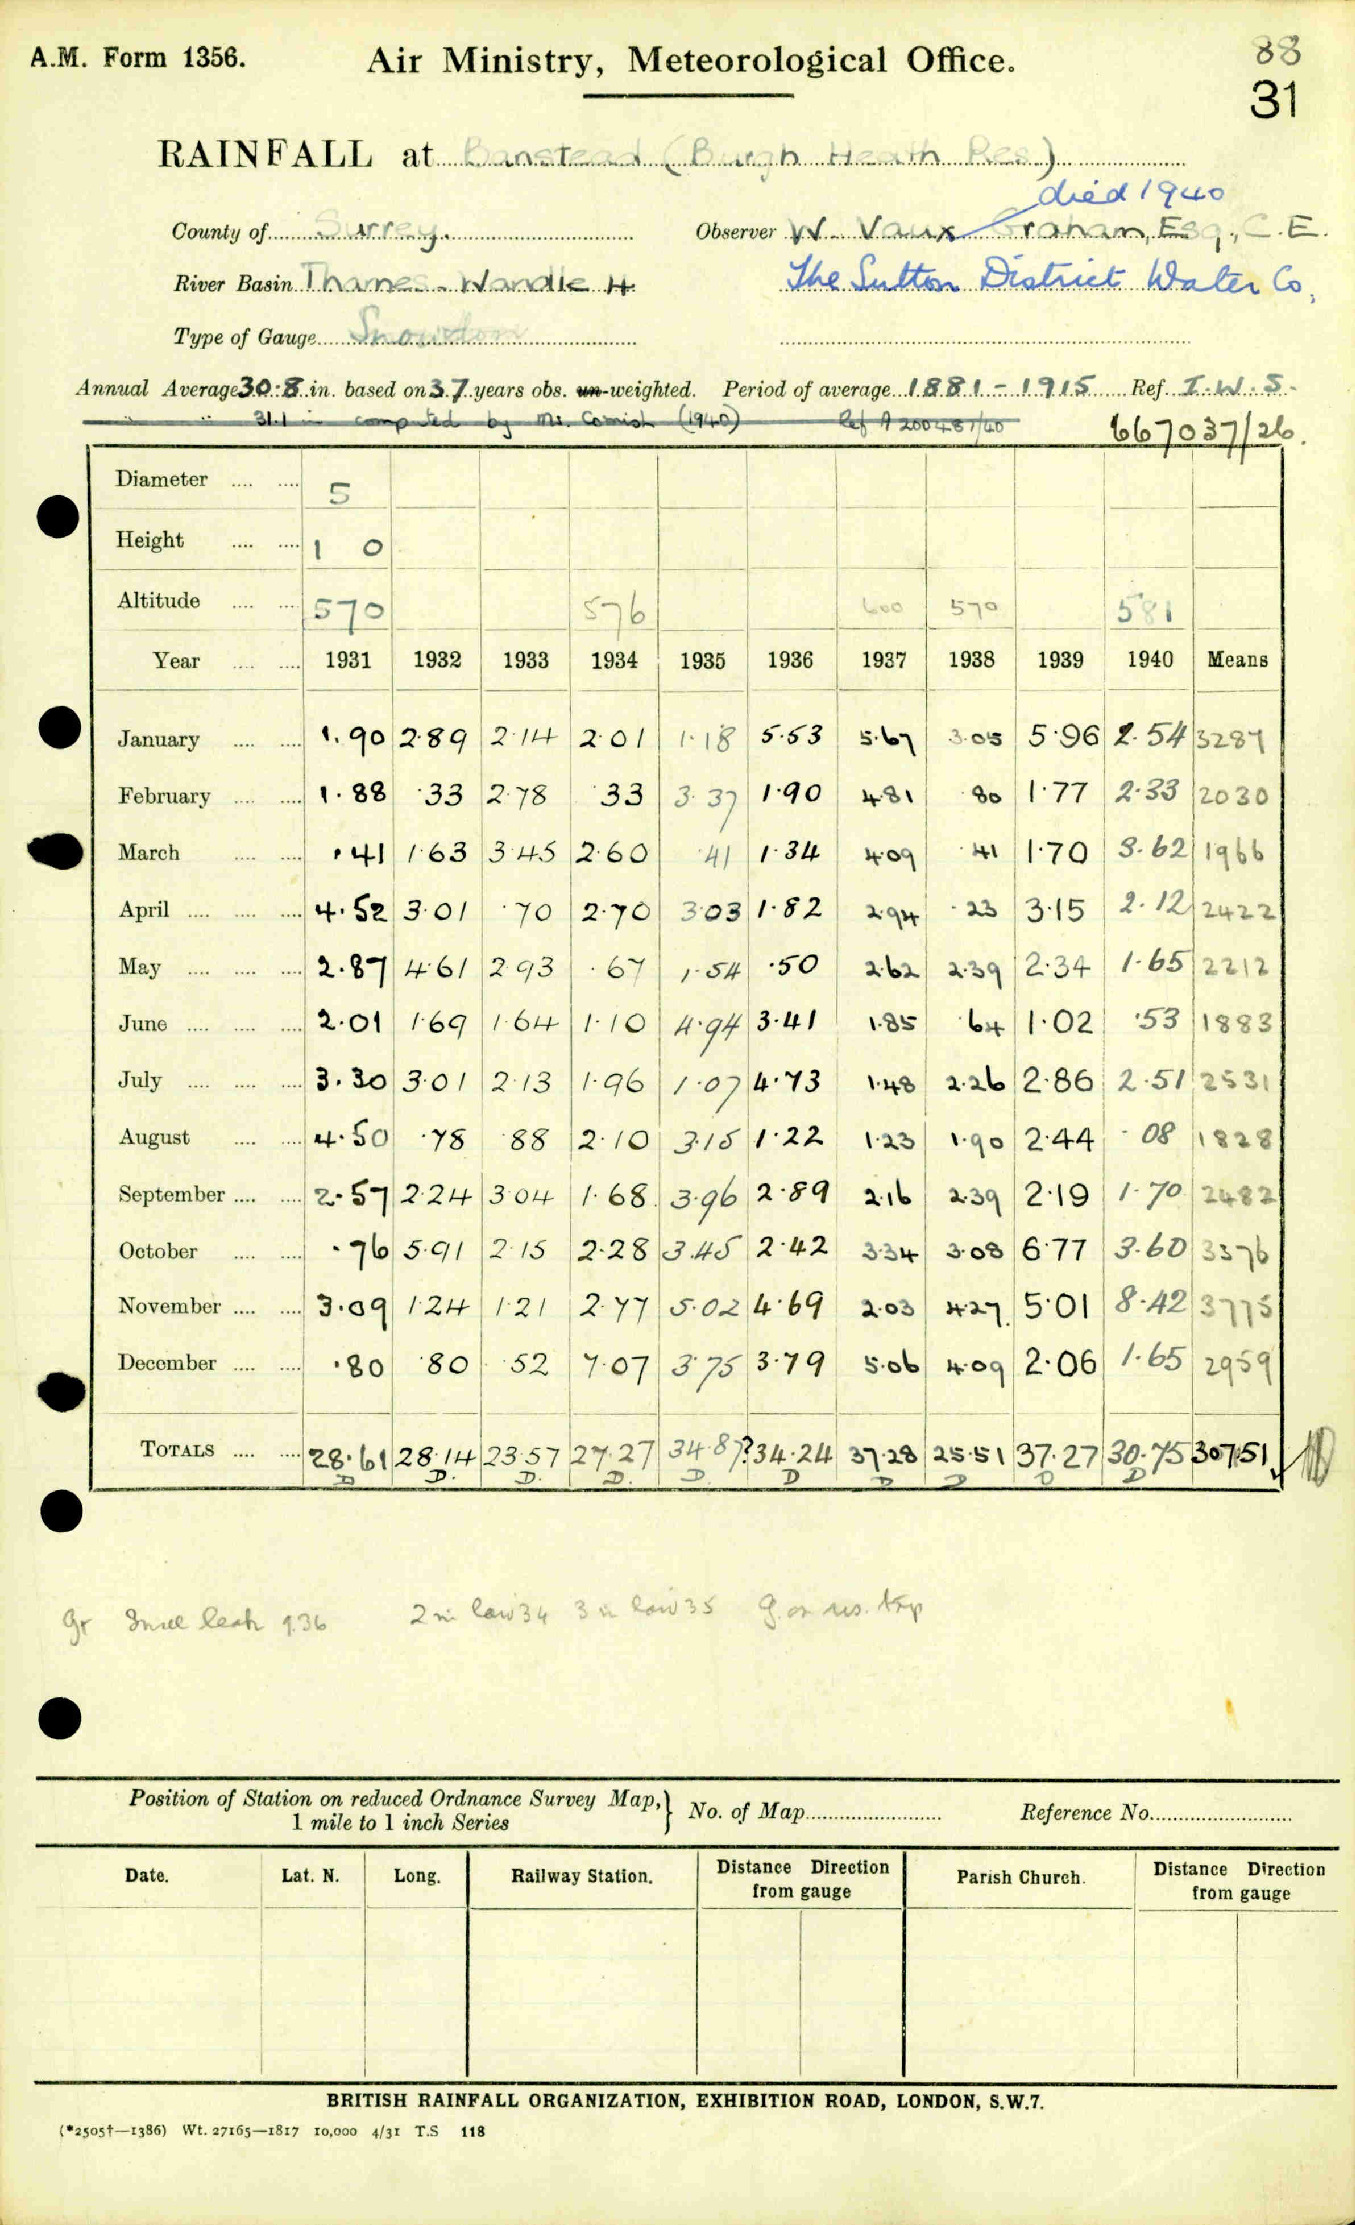 A.M. Form 1356. Air Ministry, Meteorological Office. 88
31
RAINFALL at Banstead (Burgh Heath Res)
died 1940
County of Surrey. Observer W. Vaux Graham, Esq., C.E.
River Basin Thames - Wandle H The Sutton District Water Co.
Type of Gauge Snowdon
Annual Average 30.8 in. based on 37 years obs. un-weighted. Period of average 1881 - 1915 Ref. I.W.S.
31.1 in computed by (1940)
667037/26.
Diameter 5
Height 1 0
Altitude 570 576 600 570 581
Year 1931 1932 1933 1934 1935 1936 1937 1938 1939 1940 Means
January 1.90 2.89 2.14 2.01 1.18 5.53 5.67 3.05 5.96 2.54 3287
February 1.88 .33 2.78 .33 3.37 1.90 4.81 .80 1.77 2.33 2030
March .41 1.63 3.45 2.60 .41 1.34 4.09 .41 1.70 3.62 1966
April 4.52 3.01 .70 2.70 3.03 1.82 2.94 .23 3.15 2.12 2422
May 2.87 4.61 2.93 .67 1.54 .50 2.62 2.39 2.34 1.65 2212
June 2.01 1.69 1.64 1.10 4.94 3.41 1.85 .64 1.02 .53 1883
July 3.30 3.01 2.13 1.96 1.07 4.73 1.48 2.26 2.86 2.51 2531
August 4.50 .78 .88 2.10 3.15 1.22 1.23 1.90 2.44 .08 1828
September 2.57 2.24 3.04 1.68 3.96 2.89 2.16 2.39 2.19 1.70 2482
October .76 5.91 2.15 2.28 3.45 2.42 3.34 3.08 6.77 3.60 3376
November 3.09 1.24 1.21 2.77 5.02 4.69 2.03 4.27 5.01 8.42 3775
December .80 .80 .52 7.07 3.75 3.79 5.06 4.09 2.06 1.65 2959
TOTALS 28.61 28.14 23.57 27.27 34.87? 34.24 37.28 25.51 37.27 30.75 30751
D D. D. D. D. D D D D D
Gr Small leak 9.36 2 in law 34 3 in law 35
Position of Station on reduced Ordnance Survey Map, No. of Map Reference No.
1 mile to 1 inch Series
Date. Lat. N. Long. Railway Station. Distance Direction from gauge Parish Church. Distance Direction from gauge
BRITISH RAINFALL ORGANIZATION, EXHIBITION ROAD, LONDON, S.W.7.
(*2505†—1386) Wt. 27165—1817 10,000 4/31 T.S 118